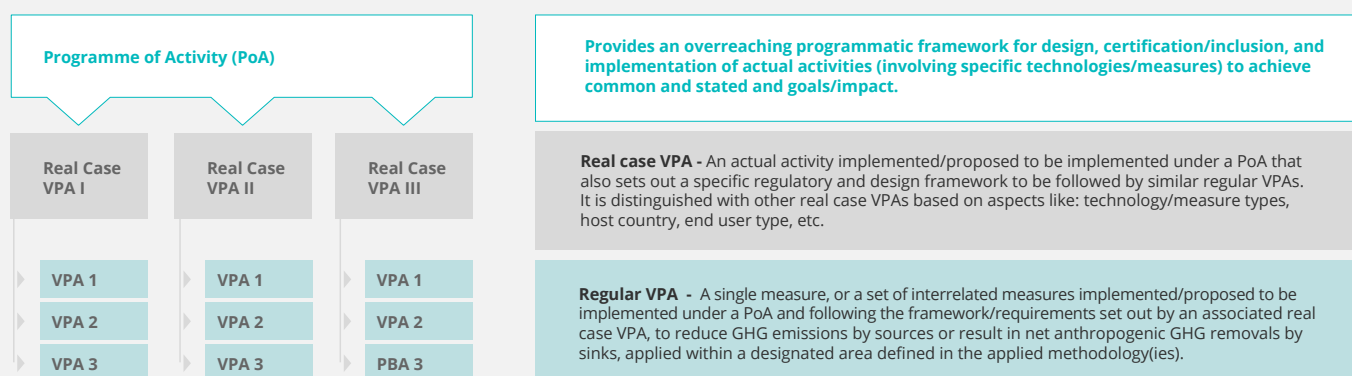 Programme of Activity (PoA)
Provides an overreaching programmatic framework for design, certification/inclusion, and
implementation of actual activities (involving specific technologies/measures) to achieve
common and stated and goals/impact.
Real Case
VPA I
Real Case
VPA II
Real Case
VPA III
Real case VPA - An actual activity implemented/proposed to be implemented under a PoA that
also sets out a specific regulatory and design framework to be followed by similar regular VPAs.
It is distinguished with other real case VPAs based on aspects like: technology/measure types,
host country, end user type, etc.
VPA 1
VPA 2
VPA 3
VPA 1
VPA 2
VPA 3
VPA 1
VPA 2
PBA 3
Regular VPA - A single measure, or a set of interrelated measures implemented/proposed to be
implemented under a PoA and following the framework/requirements set out by an associated real
case VPA, to reduce GHG emissions by sources or result in net anthropogenic GHG removals by
sinks, applied within a designated area defined in the applied methodology(ies).